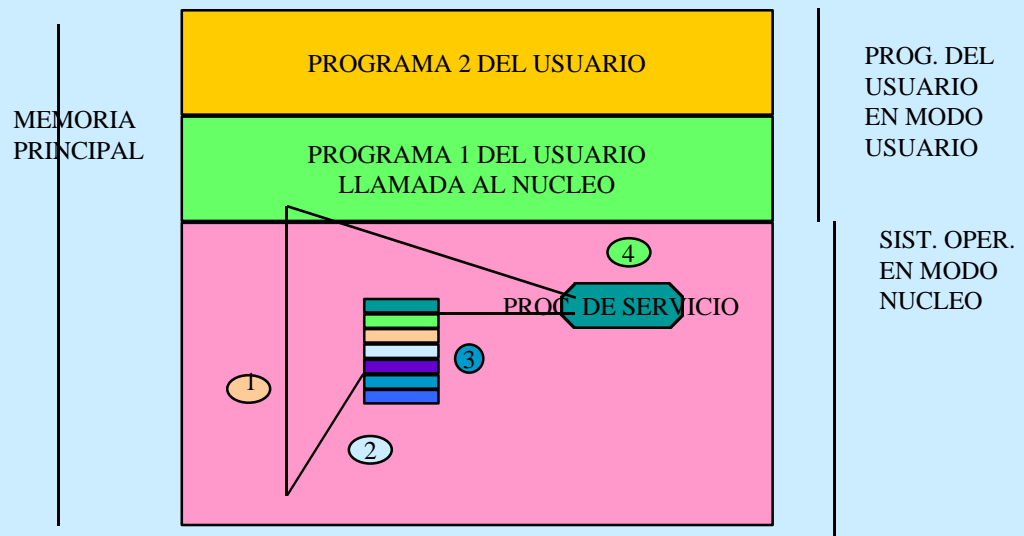 PROGRAMA 2 DEL USUARIO
PROG. DEL
USUARIO
EN MODO
USUARIO
MEMORIA
PRINCIPAL
PROGRAMA 1 DEL USUARIO
LLAMADA AL NUCLEO
SIST. OPER.
EN MODO
NUCLEO
4
PROC. DE SERVICIO
3
1
2